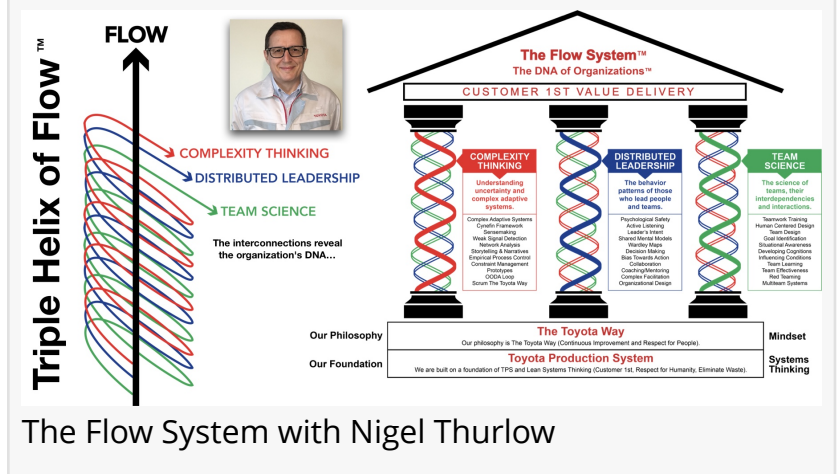 Triple Helix of Flow™
FLOW
COMPLEXITY THINKING
DISTRIBUTED LEADERSHIP
TEAM SCIENCE
The interconnections reveal
the organization's DNA...
The Flow System™
The DNA of Organizations™
CUSTOMER 1ST VALUE DELIVERY
COMPLEXITY
THINKING
Understanding
uncertainty and
complex adaptive
systems.
Complex Adaptive Systems
Cynefin Framework
Sensemaking
Weak Signal Detection
Network Analysis
Storytelling & Narratives
Empirical Process Control
Constraint Management
Prototypes
OODA Loop
Scrum The Toyota Way
DISTRIBUTED
LEADERSHIP
The behavior
patterns of those
who lead people
and teams.
Psychological Safety
Active Listening
Leader's Intent
Shared Mental Models
Wardley Maps
Decision Making
Bias Towards Action
Collaboration
Coaching/Mentoring
Complex Facilitation
Organizational Design
TEAM
SCIENCE
The science of
teams, their
interdependencies
and interactions.
Teamwork Training
Human Centered Design
Team Design
Goal Identification
Situational Awareness
Developing Cognitions
Influencing Conditions
Team Learning
Team Effectiveness
Red Teaming
Multiteam Systems
Our Philosophy
The Toyota Way
Our philosophy is The Toyota Way (Continuous Improvement and Respect for People).
Mindset
Our Foundation
Toyota Production System
We are built on a foundation of TPS and Lean Systems Thinking (Customer 1st, Respect for Humanity, Eliminate Waste).
Systems
Thinking
The Flow System with Nigel Thurlow